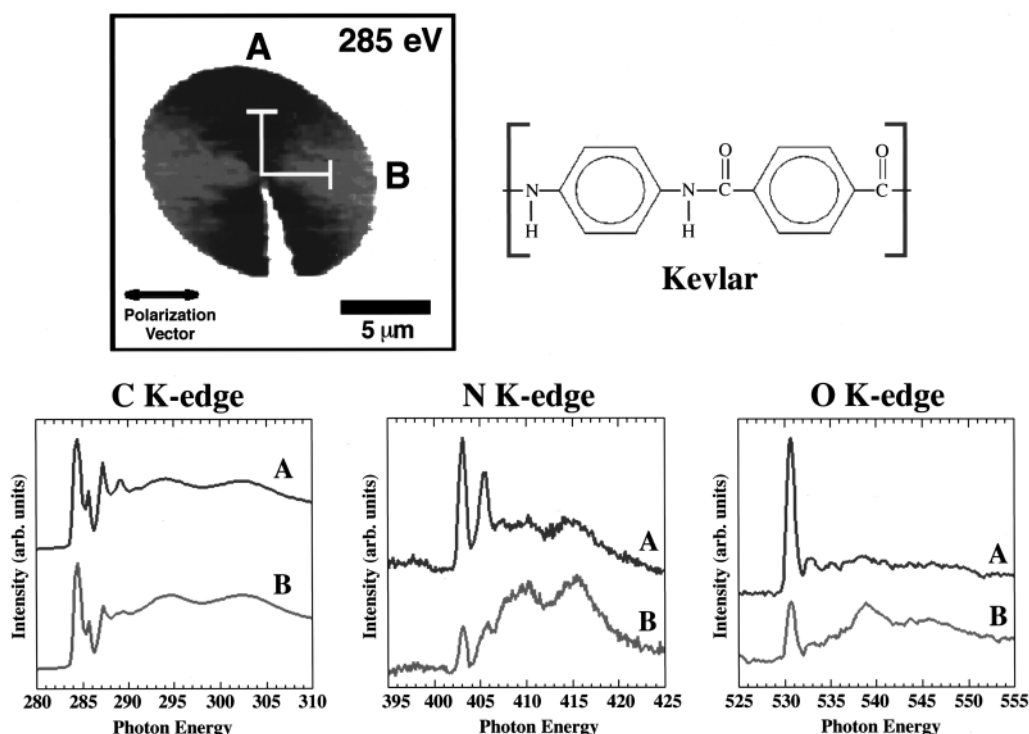 A
285 eV
B
Polarization
Vector
5 μm
O
O
N
N
C
C
H
H
Kevlar
C K-edge
Intensity (arb. units)
A
B
280 285 290 295 300 305 310
Photon Energy
N K-edge
Intensity (arb. units)
A
B
395 400 405 410 415 420 425
Photon Energy
O K-edge
Intensity (arb. units)
A
B
525 530 535 540 545 550 555
Photon Energy